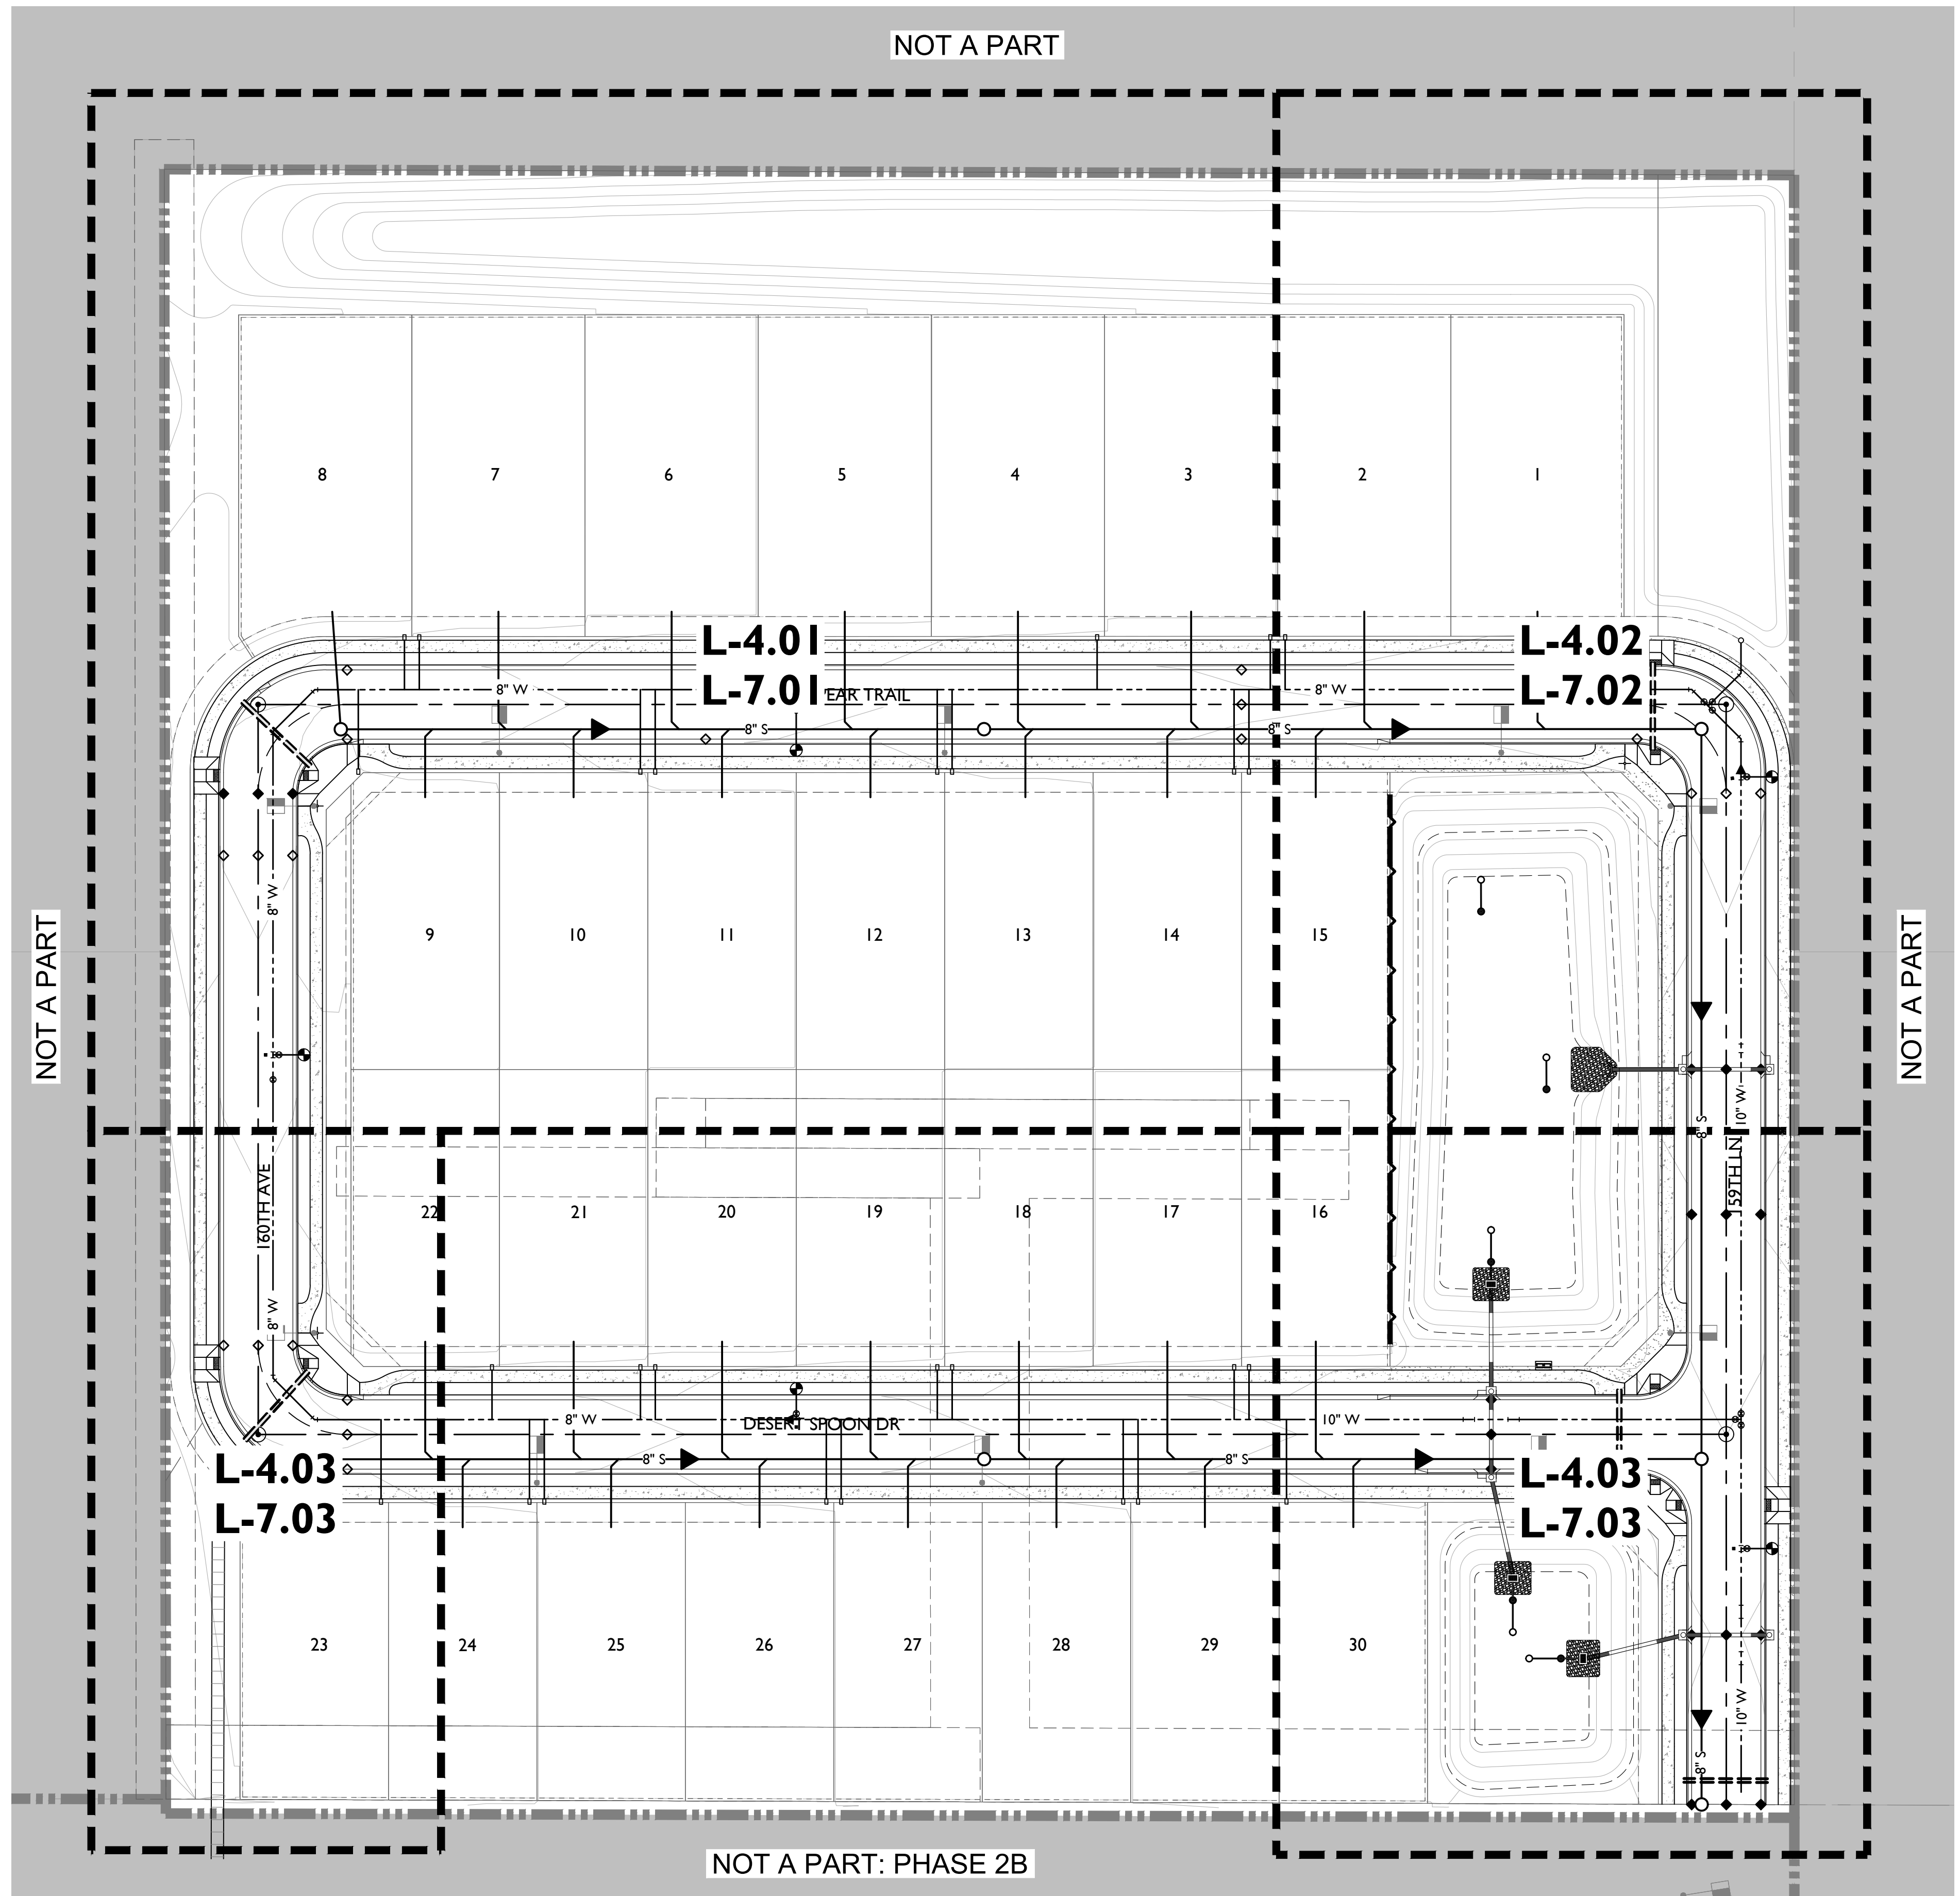 NOT A PART
8
7
6
5
4
3
2
1
L-4.01
L-4.02
8" W
L-7.01
EAR TRAIL
8" W
L-7.02
8" S
8" S
8" W
9
10
11
12
13
14
15
NOT A PART
NOT A PART
8" S
10" W
160TH AVE
159TH LN
22
21
20
19
18
17
16
8" W
8" W
DESERT SPOON DR
10" W
8" S
8" S
L-4.03
L-7.03
L-4.03
L-7.03
23
24
25
26
27
28
29
30
10" W
8" S
NOT A PART: PHASE 2B